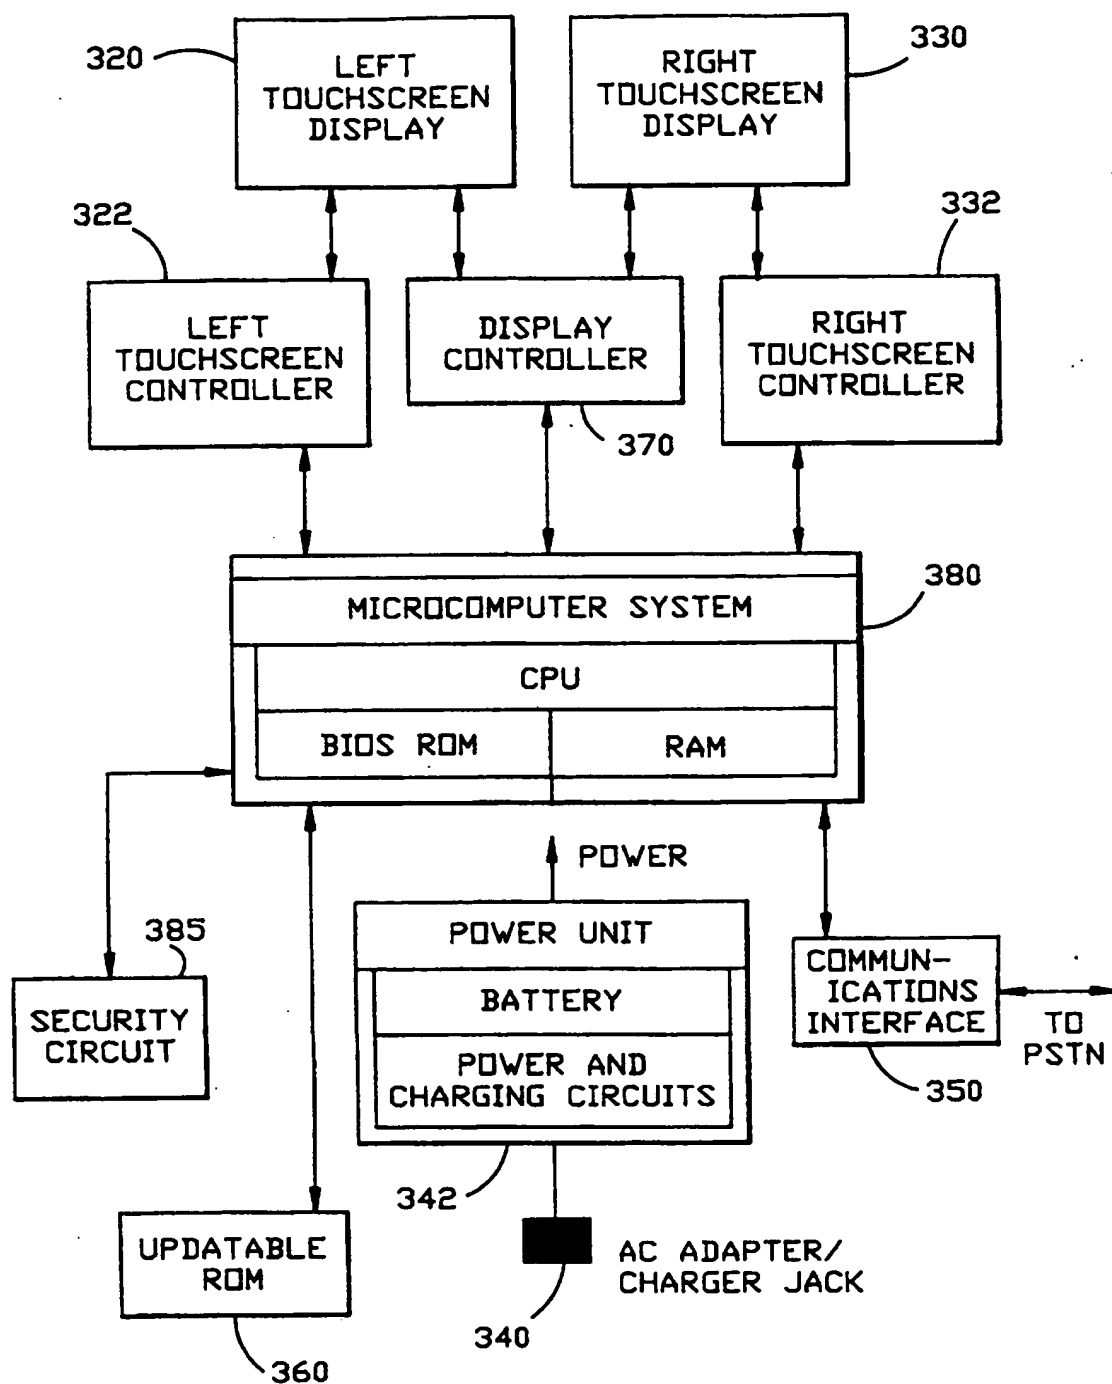 320
LEFT
TOUCHSCREEN
DISPLAY
RIGHT
TOUCHSCREEN
DISPLAY
330
322
LEFT
TOUCHSCREEN
CONTROLLER
DISPLAY
CONTROLLER
370
332
RIGHT
TOUCHSCREEN
CONTROLLER
380
MICROCOMPUTER SYSTEM
CPU
BIOS ROM
RAM
POWER
385
SECURITY
CIRCUIT
POWER UNIT
BATTERY
POWER AND
CHARGING CIRCUITS
342
COMMUN-
ICATIONS
INTERFACE
350
TO
PSTN
UPDATABLE
ROM
360
AC ADAPTER/
CHARGER JACK
340